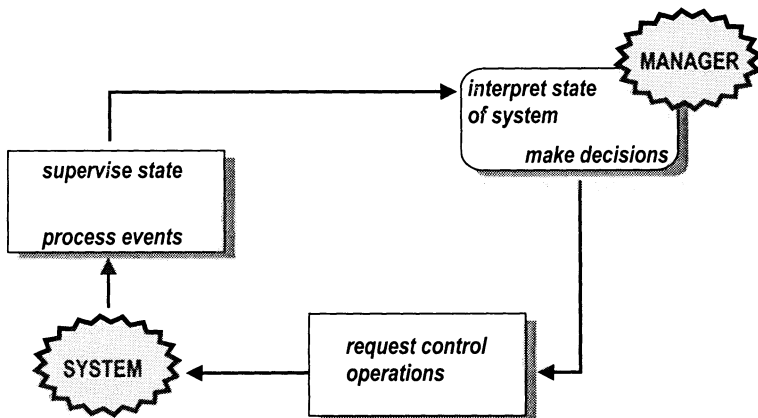 MANAGER
interpret state
of system
make decisions
supervise state
process events
request control
operations
SYSTEM